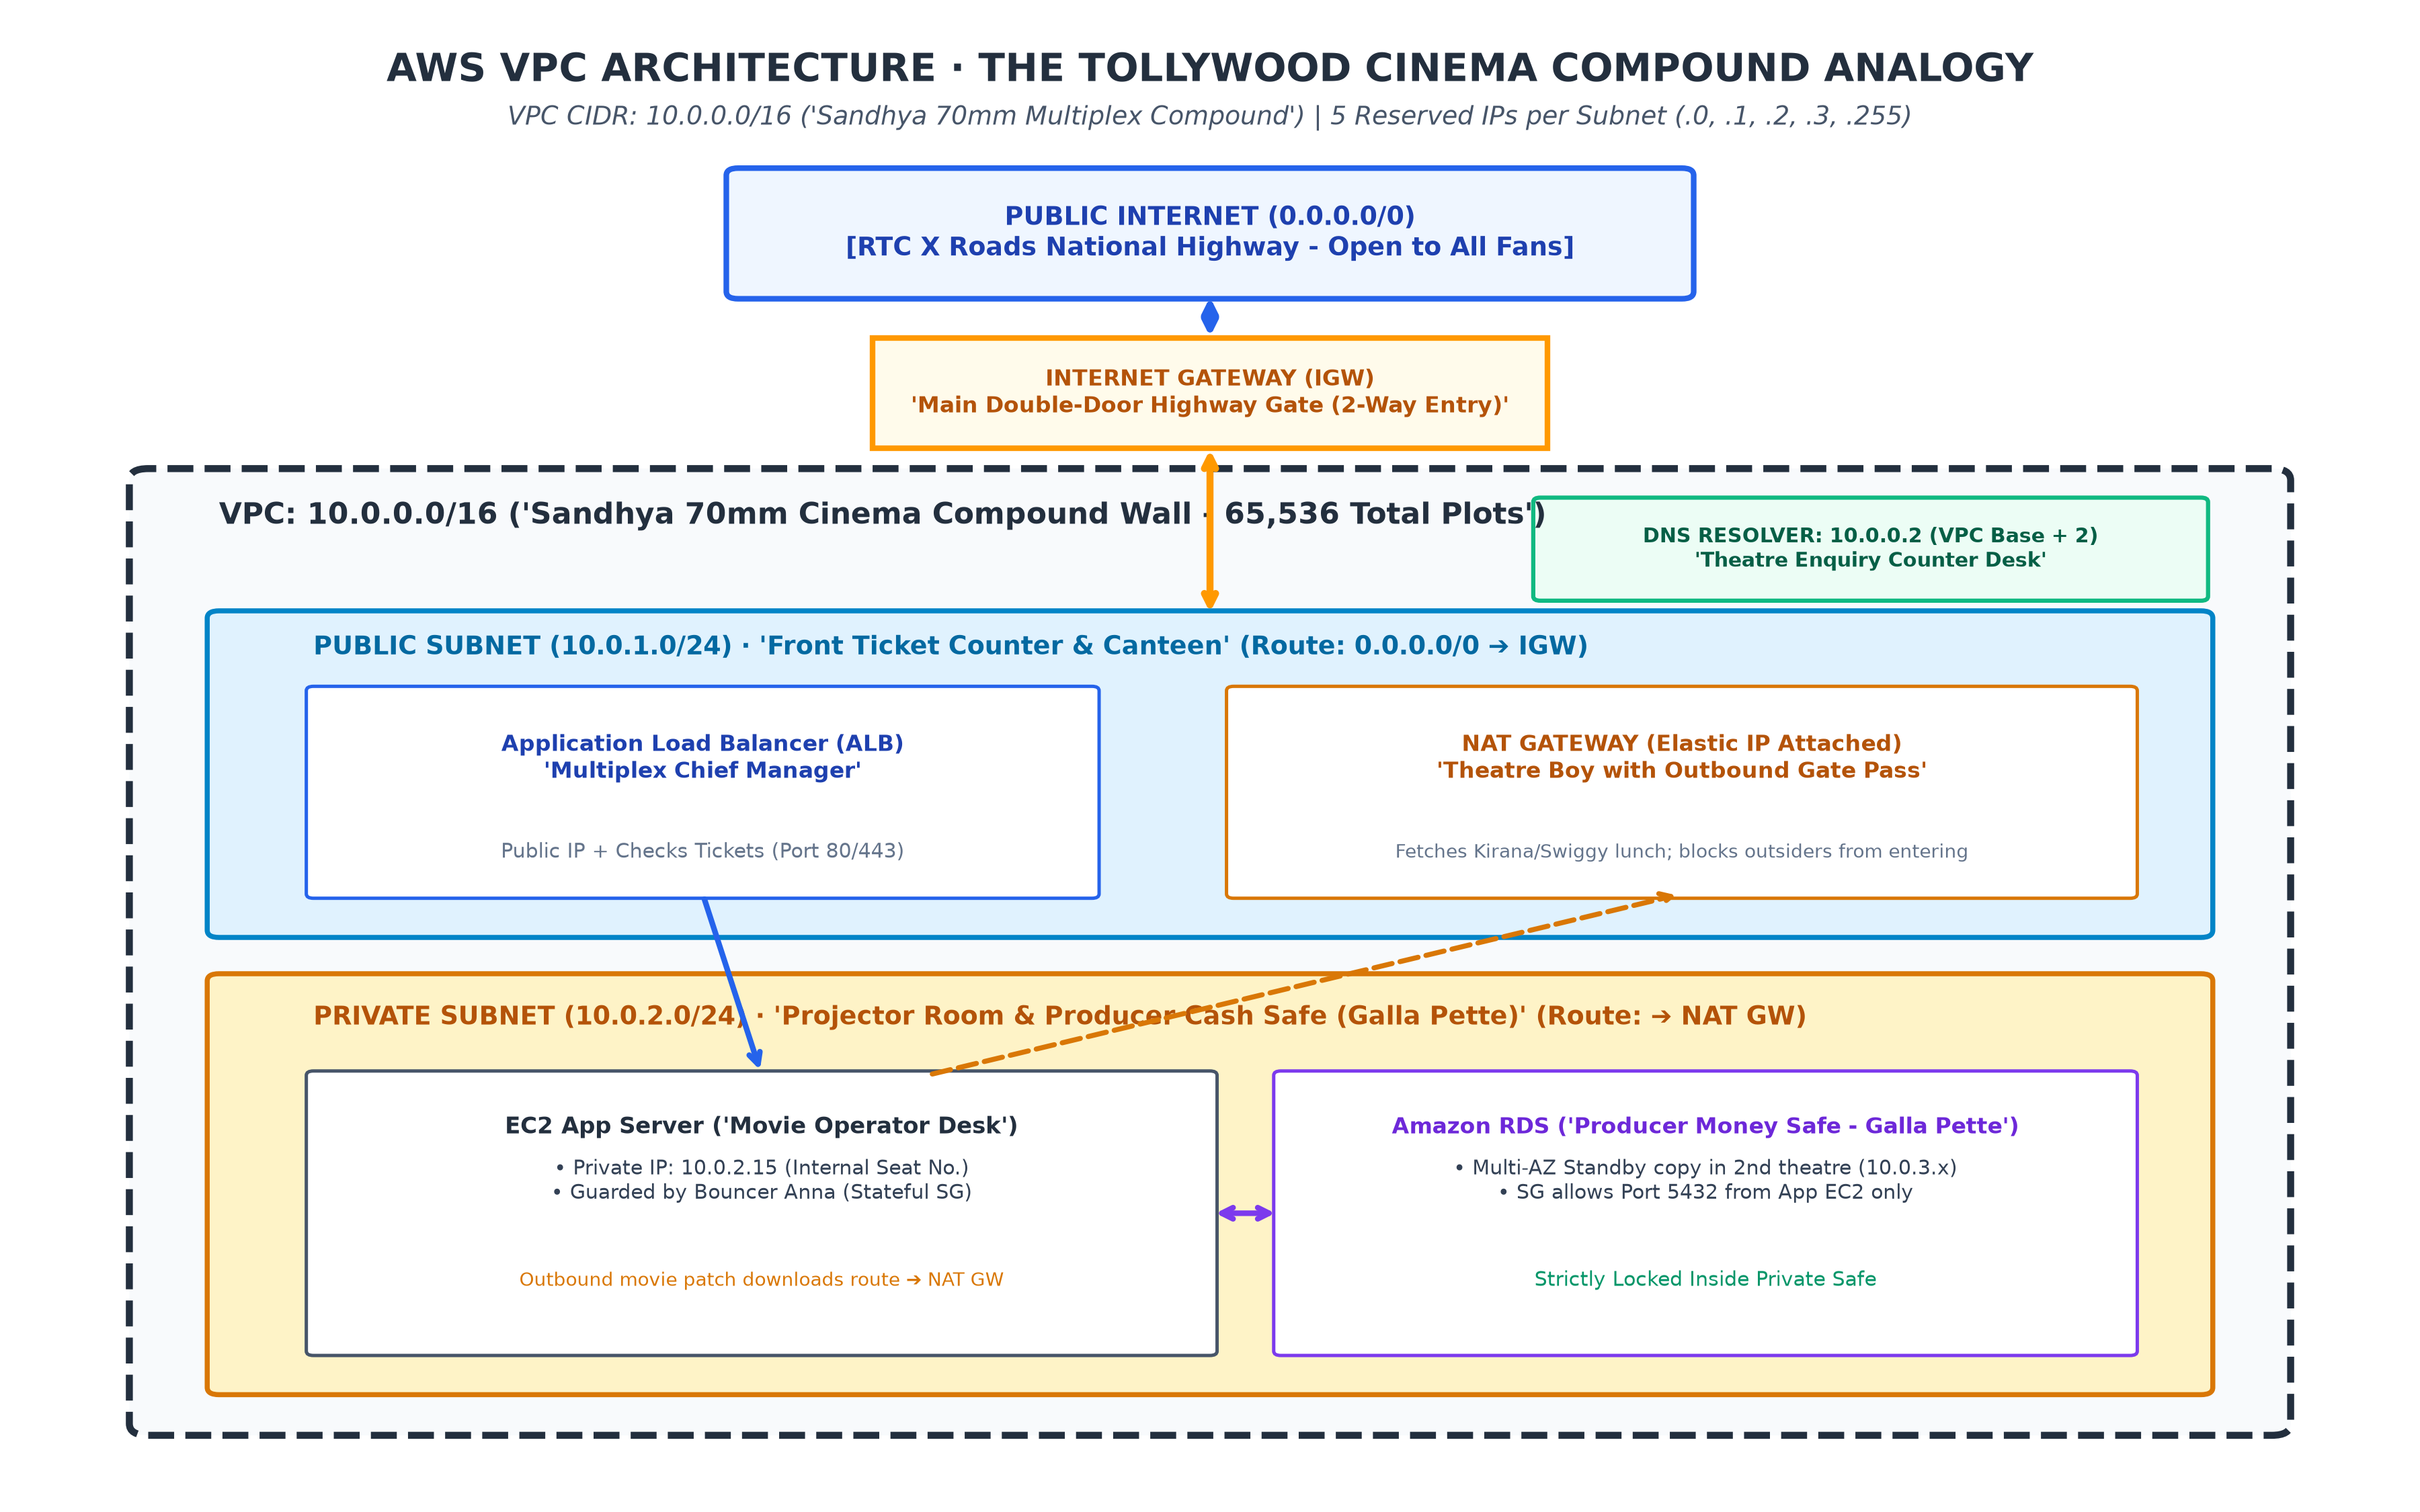 AWS VPC ARCHITECTURE · THE TOLLYWOOD CINEMA COMPOUND ANALOGY
VPC CIDR: 10.0.0.0/16 ('Sandhya 70mm Multiplex Compound') | 5 Reserved IPs per Subnet (.0, .1, .2, .3, .255)
PUBLIC INTERNET (0.0.0.0/0)
[RTC X Roads National Highway - Open to All Fans]
INTERNET GATEWAY (IGW)
'Main Double-Door Highway Gate (2-Way Entry)'
VPC: 10.0.0.0/16 ('Sandhya 70mm Cinema Compound Wall · 65,536 Total Plots')
DNS RESOLVER: 10.0.0.2 (VPC Base + 2)
'Theatre Enquiry Counter Desk'
PUBLIC SUBNET (10.0.1.0/24) · 'Front Ticket Counter & Canteen' (Route: 0.0.0.0/0 ➔ IGW)
Application Load Balancer (ALB)
'Multiplex Chief Manager'
Public IP + Checks Tickets (Port 80/443)
NAT GATEWAY (Elastic IP Attached)
'Theatre Boy with Outbound Gate Pass'
Fetches Kirana/Swiggy lunch; blocks outsiders from entering
PRIVATE SUBNET (10.0.2.0/24) · 'Projector Room & Producer Cash Safe (Galla Pette)' (Route: ➔ NAT GW)
EC2 App Server ('Movie Operator Desk')
• Private IP: 10.0.2.15 (Internal Seat No.)
• Guarded by Bouncer Anna (Stateful SG)
Outbound movie patch downloads route ➔ NAT GW
Amazon RDS ('Producer Money Safe - Galla Pette')
• Multi-AZ Standby copy in 2nd theatre (10.0.3.x)
• SG allows Port 5432 from App EC2 only
Strictly Locked Inside Private Safe